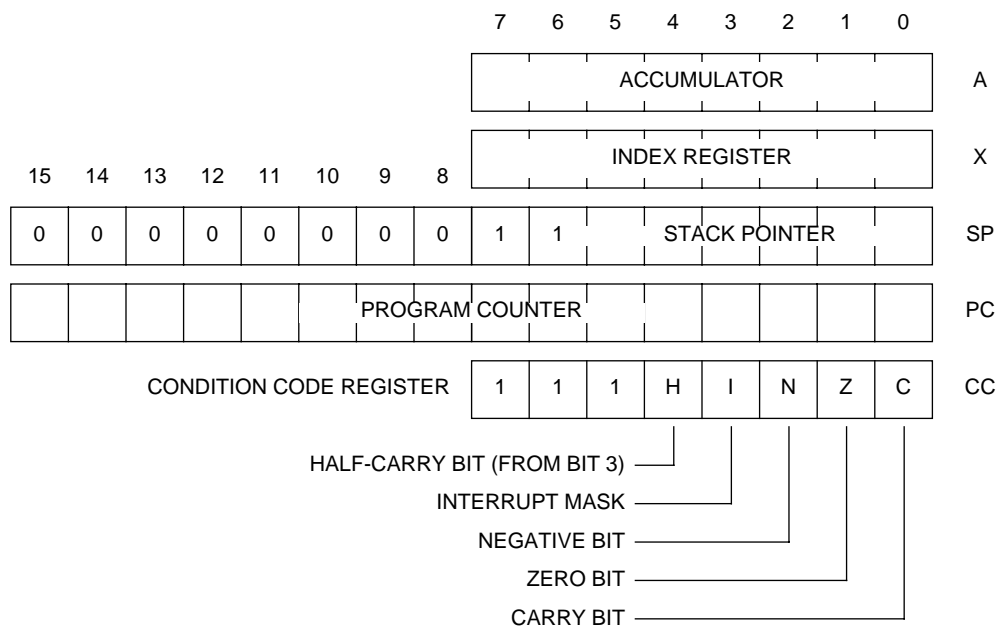 7 6 5 4 3 2 1 0
ACCUMULATOR A
INDEX REGISTER X
15 14 13 12 11 10 9 8
0 0 0 0 0 0 0 0 1 1 STACK POINTER SP
PROGRAM COUNTER PC
CONDITION CODE REGISTER 1 1 1 H I N Z C CC
HALF-CARRY BIT (FROM BIT 3)
INTERRUPT MASK
NEGATIVE BIT
ZERO BIT
CARRY BIT